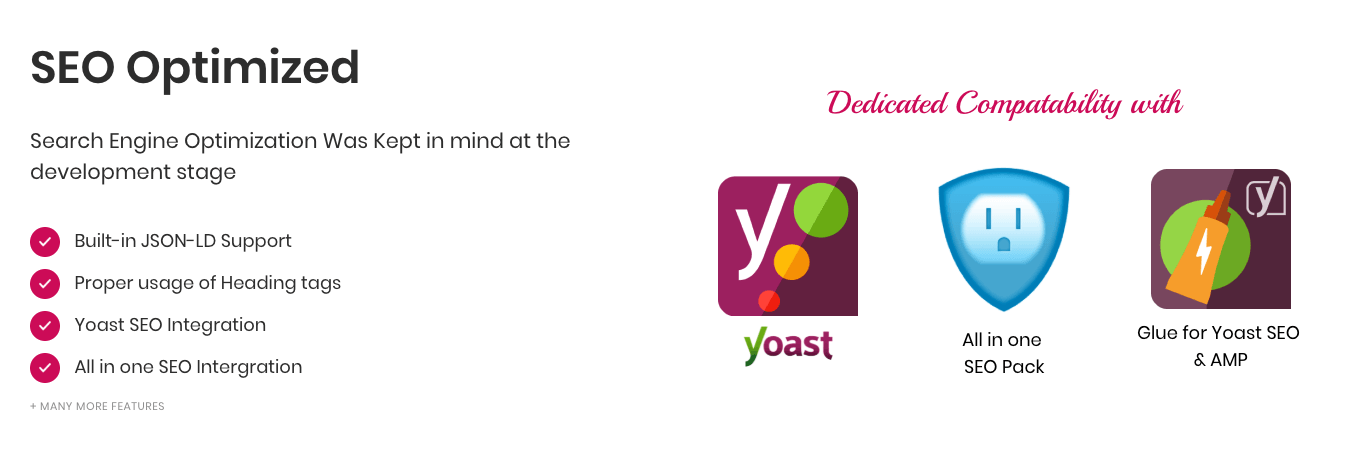 SEO Optimized
Search Engine Optimization Was Kept in mind at the
development stage
Built-in JSON-LD Support
Proper usage of Heading tags
Yoast SEO Integration
All in one SEO Intergration
+ MANY MORE FEATURES
Dedicated Compatability with
y
yoast
All in one
SEO Pack
y
Glue for Yoast SEO
& AMP